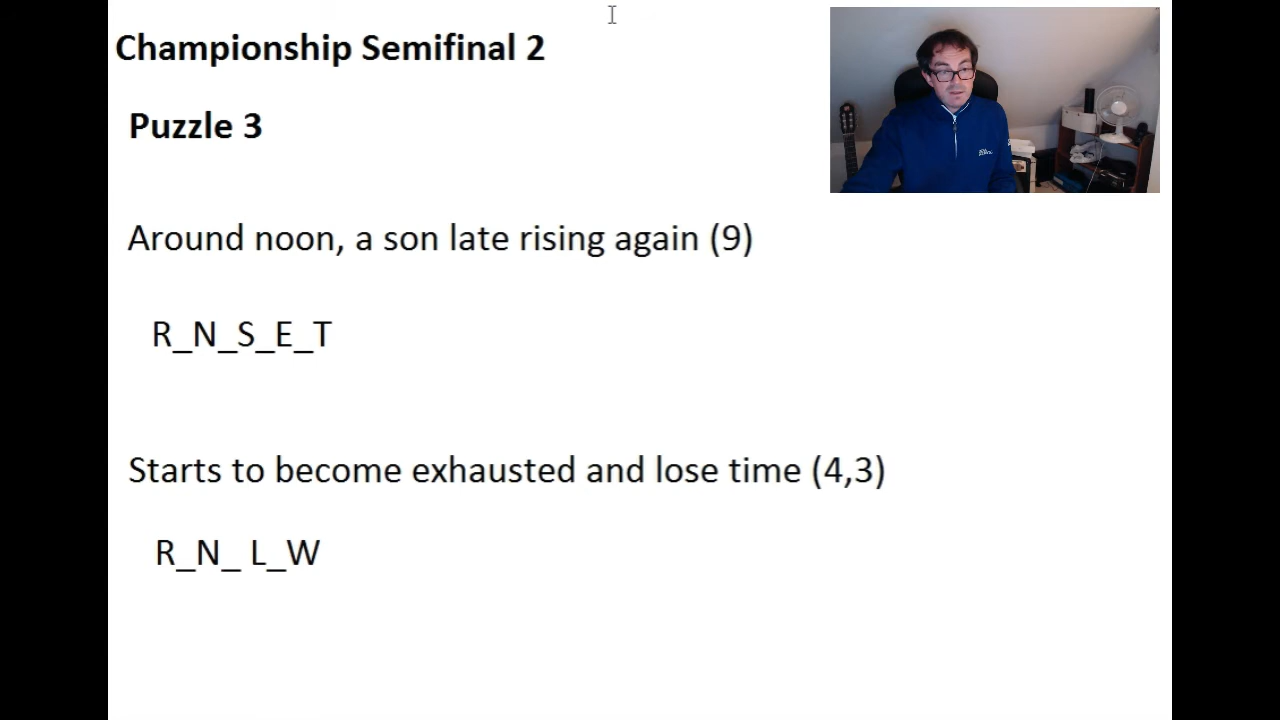 Championship Semifinal 2
Puzzle 3
Around noon, a son late rising again (9)
R_N_S_E_T
Starts to become exhausted and lose time (4,3)
R_N_ L_W